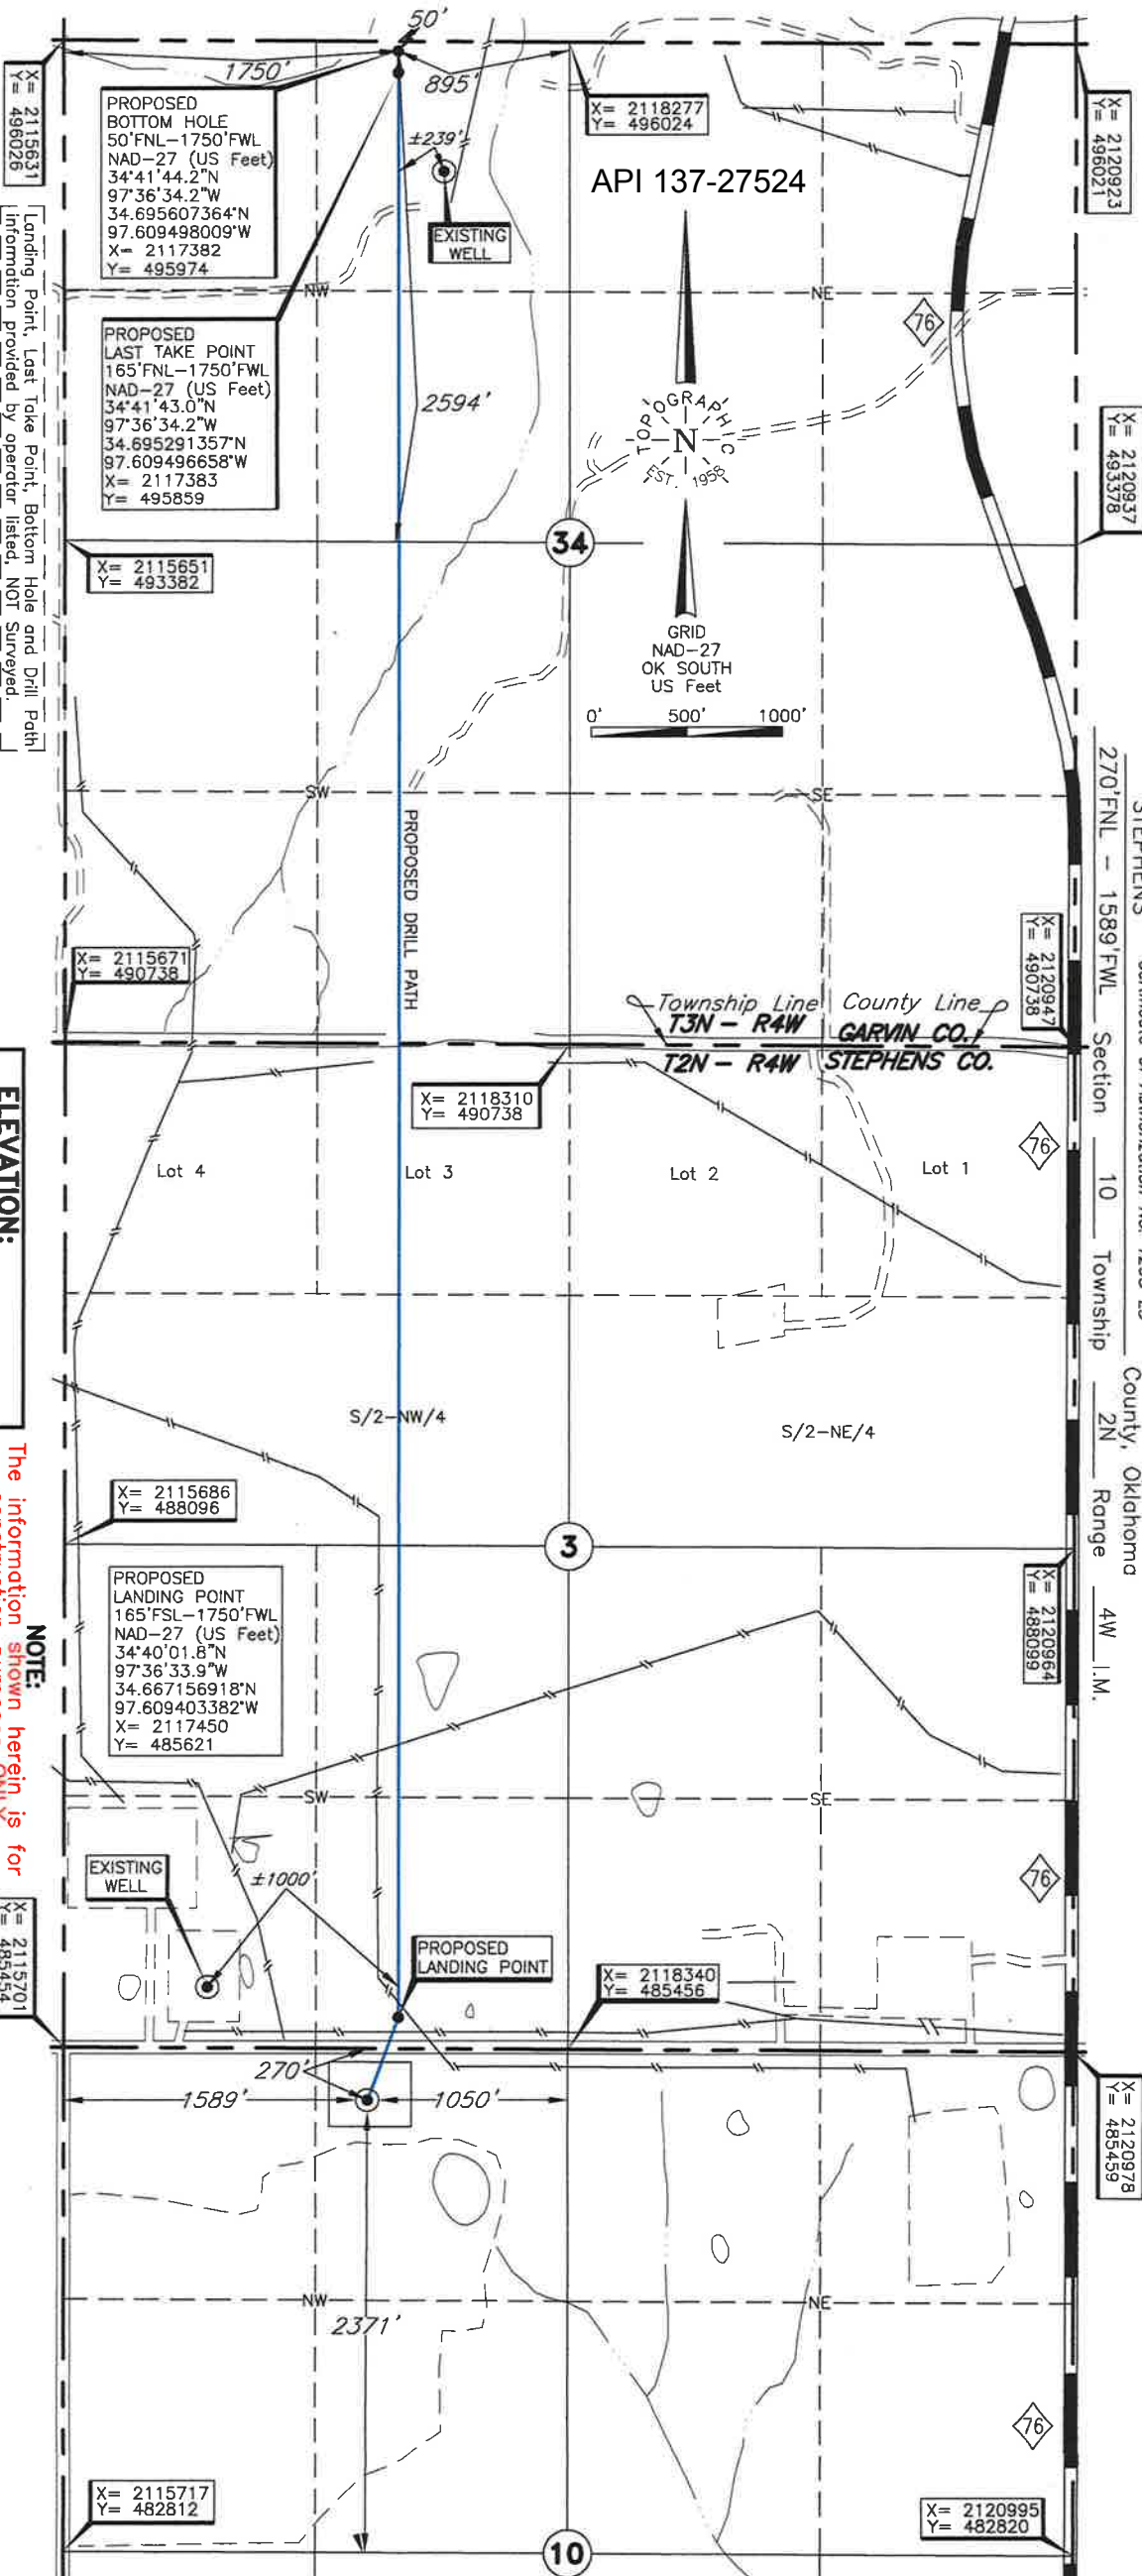 50'
1750'
895'
±239'
X= 2115631
Y= 496026
PROPOSED
BOTTOM HOLE
50'FNL-1750'FWL
NAD-27 (US Feet)
34°41'44.2"N
97°36'34.2"W
34.695607364°N
97.609498009°W
X= 2117382
Y= 495974
X= 2118277
Y= 496024
X= 2120923
Y= 496021
API 137-27524
EXISTING
WELL
NW
NE
76
PROPOSED
LAST TAKE POINT
165'FNL-1750'FWL
NAD-27 (US Feet)
34°41'43.0"N
97°36'34.2"W
34.695291357°N
97.609496658°W
X= 2117383
Y= 495859
2594'
TOPOGRAPHIC
N
EST. 1958
X= 2120937
Y= 493378
Landing Point, Last Take Point, Bottom Hole and Drill Path
information provided by operator listed, NOT Surveyed.
X= 2115651
Y= 493382
34
GRID
NAD-27
OK SOUTH
US Feet
0' 500' 1000'
SW
SE
PROPOSED DRILL PATH
STEPHENS
County, Oklahoma
270'FNL - 1589'FWL Section 10 Township 2N Range 4W I.M.
X= 2115671
Y= 490738
X= 2120947
Y= 490738
Township Line County Line
T3N - R4W GARVIN CO.
T2N - R4W STEPHENS CO.
X= 2118310
Y= 490738
76
Lot 4
Lot 3
Lot 2
Lot 1
ELEVATION:
S/2-NW/4
S/2-NE/4
X= 2115686
Y= 488096
3
X= 2120964
Y= 488099
PROPOSED
LANDING POINT
165'FSL-1750'FWL
NAD-27 (US Feet)
34°40'01.8"N
97°36'33.9"W
34.667156918°N
97.609403382°W
X= 2117450
Y= 485621
NOTE:
The information shown herein is for
SW
SE
EXISTING
WELL
±1000'
76
PROPOSED
LANDING POINT
X= 2118340
Y= 485456
X= 2115701
Y= 485454
270'
1589'
1050'
X= 2120978
Y= 485459
NW
NE
2371'
76
X= 2115717
Y= 482812
X= 2120995
Y= 482820
10